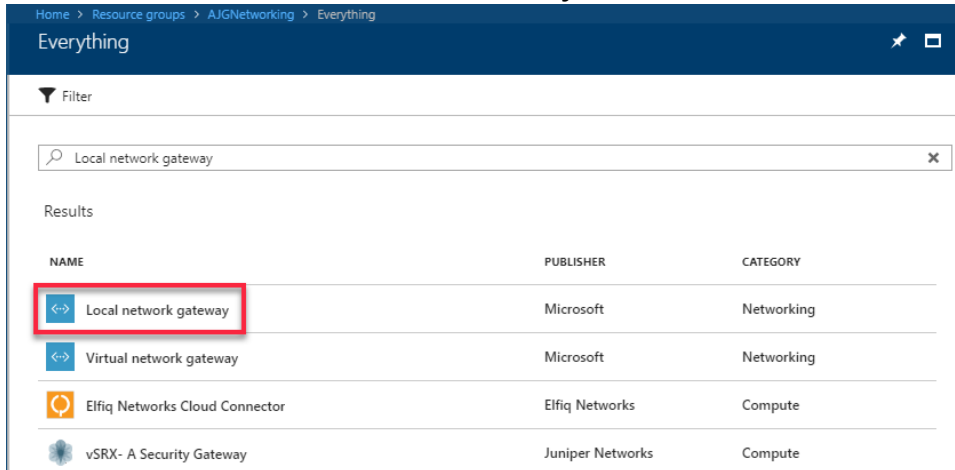 Home > Resource groups > AJGNetworking > Everything
Everything
Filter
Local network gateway
Results
NAME PUBLISHER CATEGORY
Local network gateway Microsoft Networking
Virtual network gateway Microsoft Networking
Elfiq Networks Cloud Connector Elfiq Networks Compute
vSRX- A Security Gateway Juniper Networks Compute